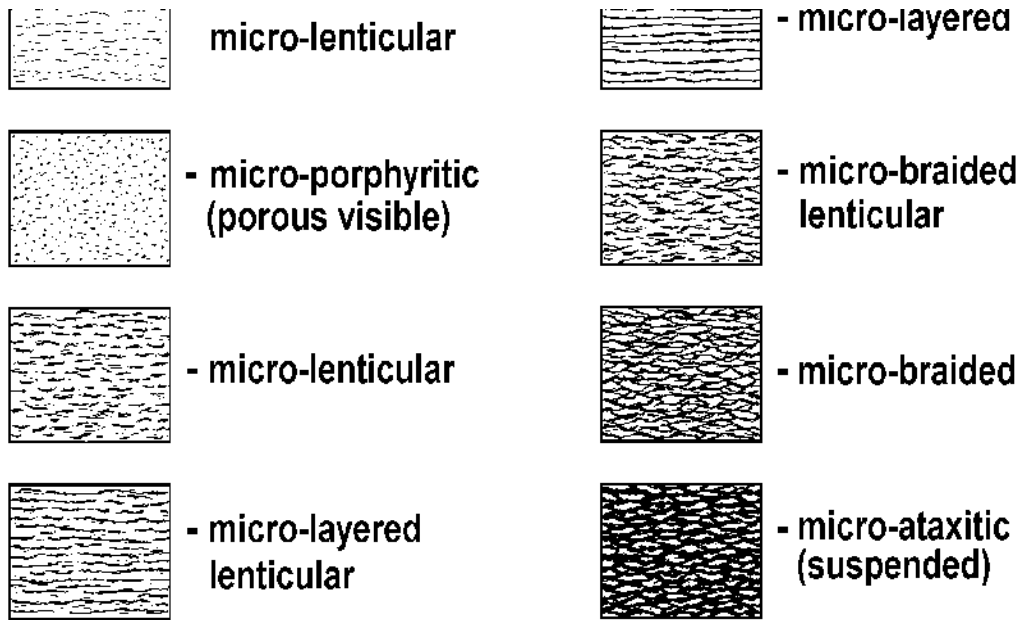 micro-lenticular
- micro-porphyritic
(porous visible)
- micro-lenticular
- micro-layered
lenticular
- micro-layered
- micro-braided
lenticular
- micro-braided
- micro-ataxitic
(suspended)